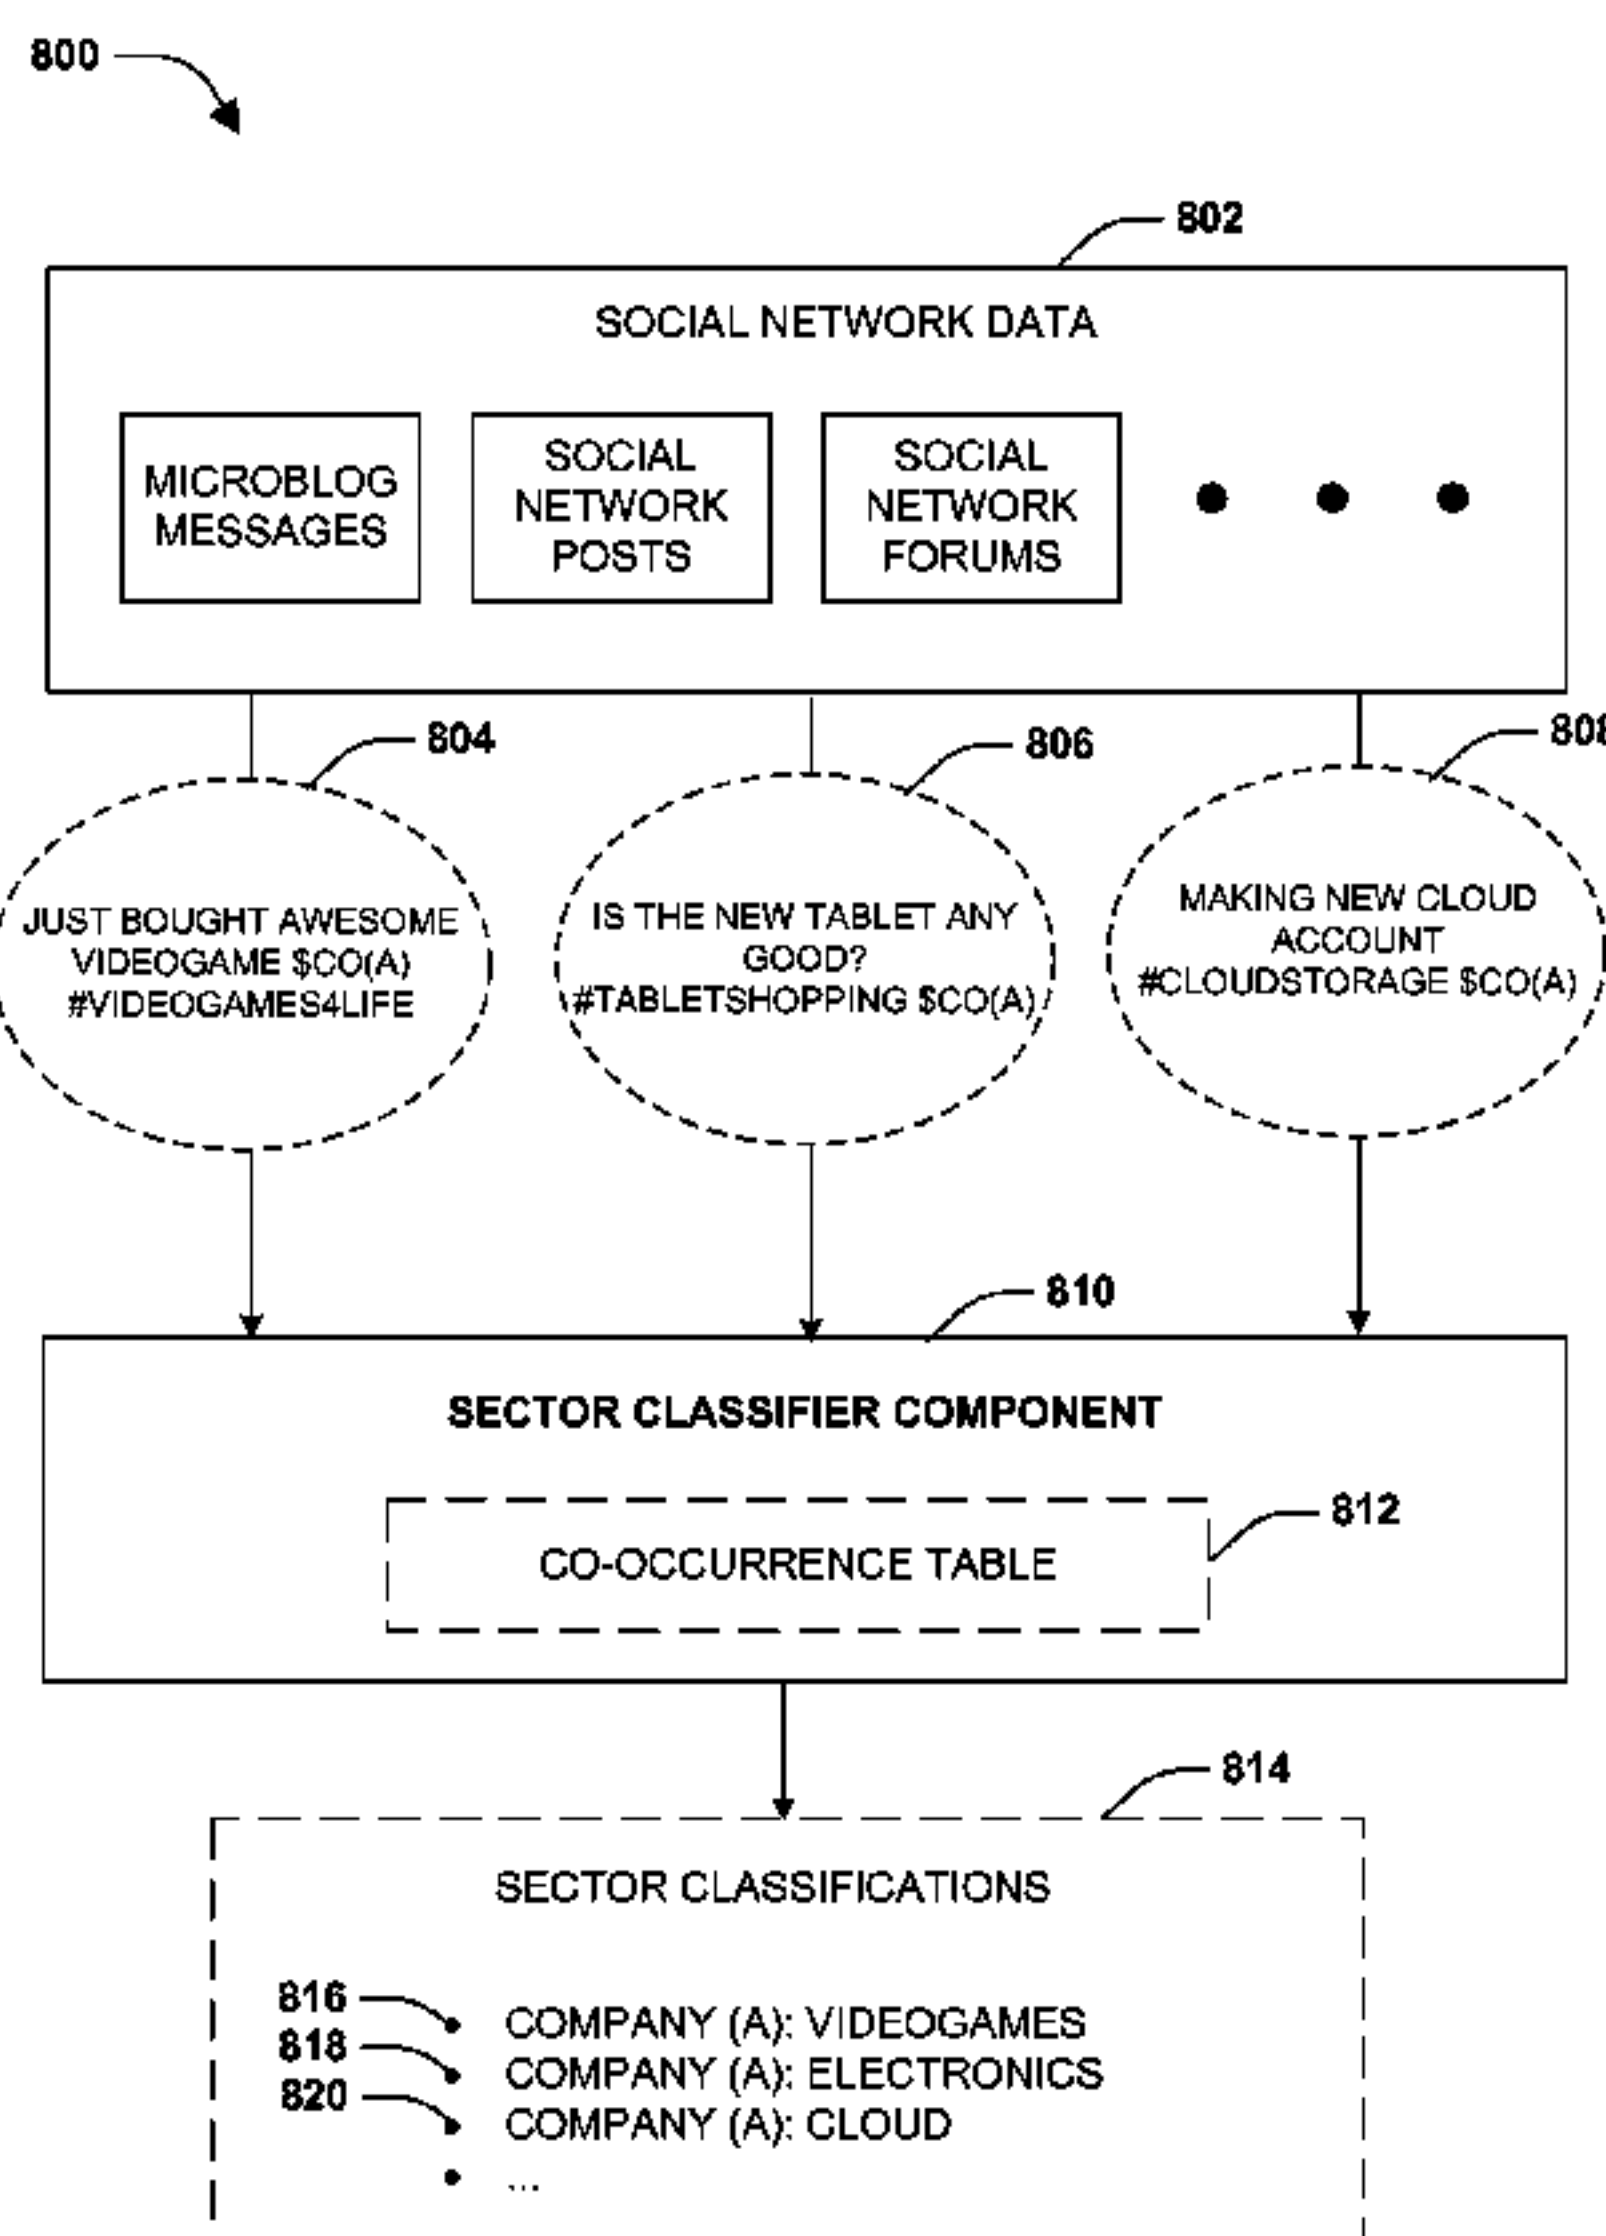 800
802
SOCIAL NETWORK DATA
MICROBLOG
MESSAGES
SOCIAL
NETWORK
POSTS
SOCIAL
NETWORK
FORUMS
804
806
JUST BOUGHT AWESOME
VIDEOGAME $CO(A)
#VIDEOGAMES4LIFE
IS THE NEW TABLET ANY
GOOD?
#TABLETSHOPPING $CO(A)
MAKING NEW CLOUD
ACCOUNT
#CLOUDSTORAGE $CO(A)
810
SECTOR CLASSIFIER COMPONENT
812
CO-OCCURRENCE TABLE
814
SECTOR CLASSIFICATIONS
816
COMPANY (A): VIDEOGAMES
818
COMPANY (A): ELECTRONICS
820
COMPANY (A): CLOUD
...